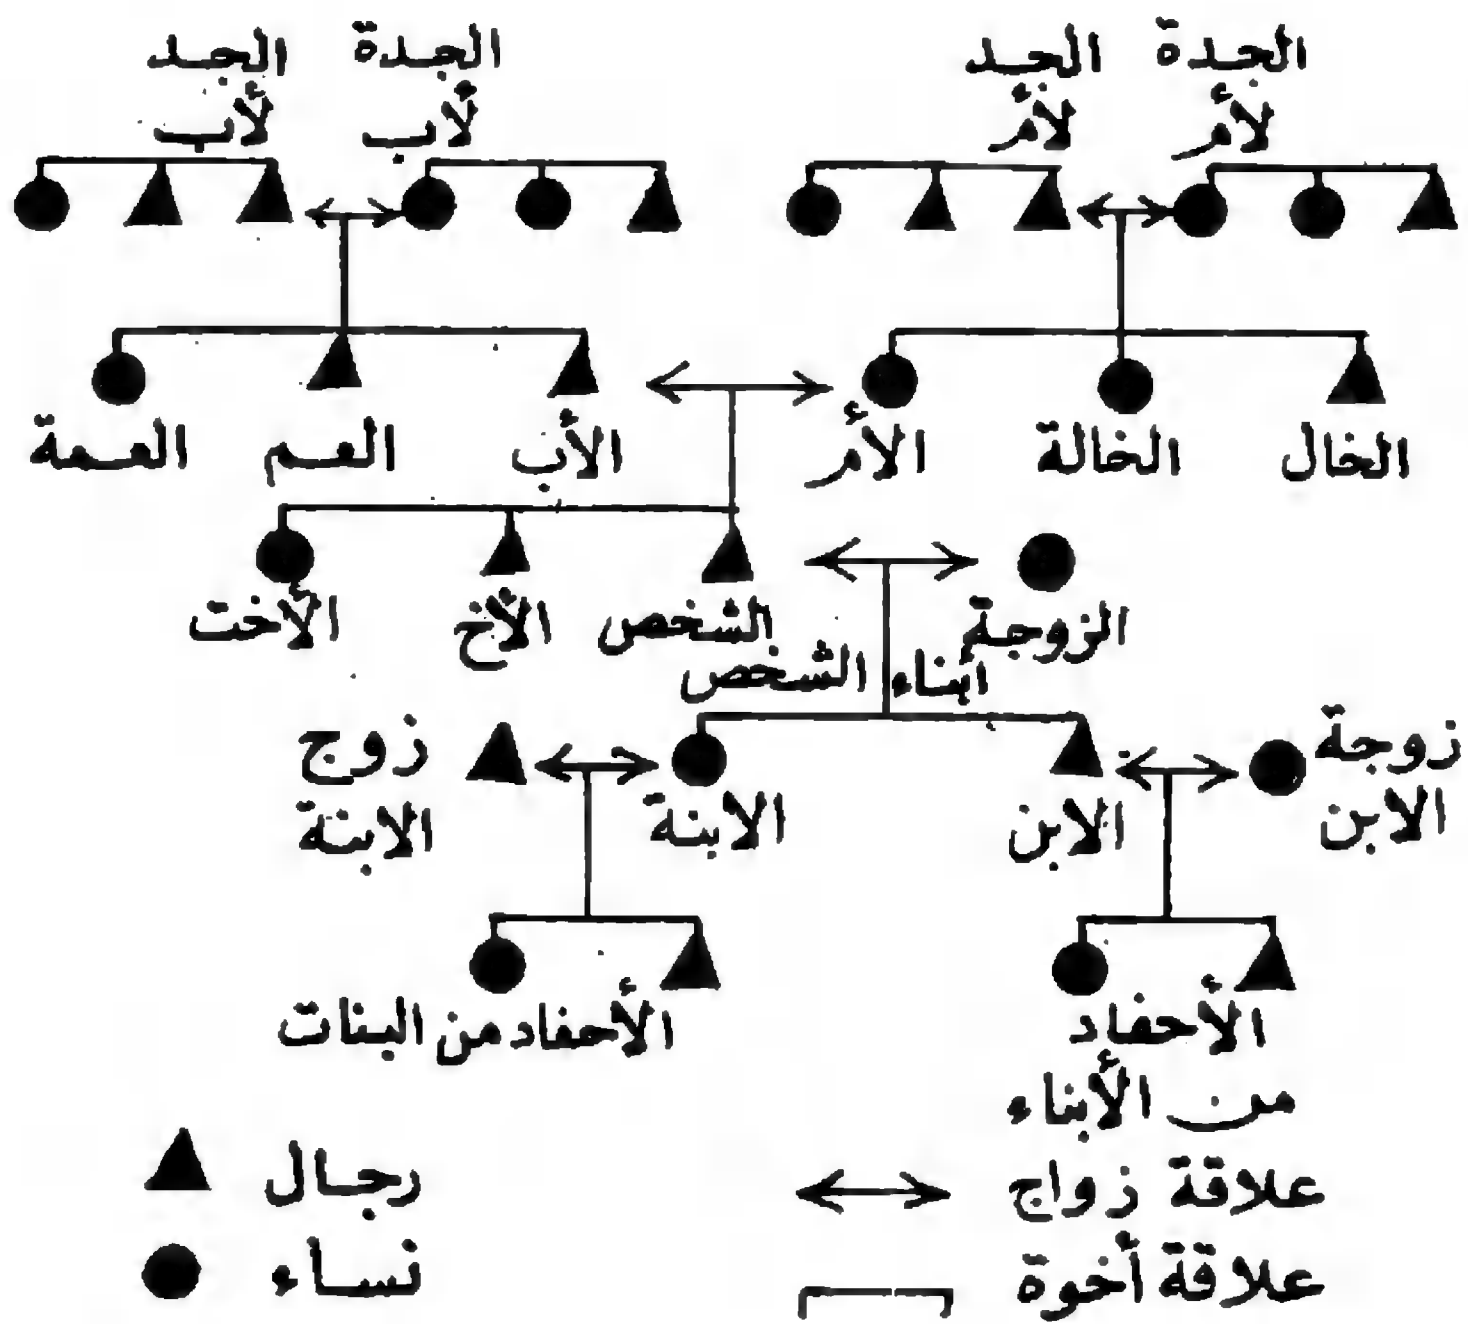 الجدة لأم
الجد لأم
الجدة لأب
الجد لأب
الخال
الخالة
الأم
الأب
العم
العمة
الزوجة
الشخص
الأخ
الأخت
أبناء الشخص
زوجة الابن
الابن
الابنة
زوج الابنة
الأحفاد
من الأبناء
الأحفاد من البنات
علاقة زواج
علاقة أخوة
رجال
نساء